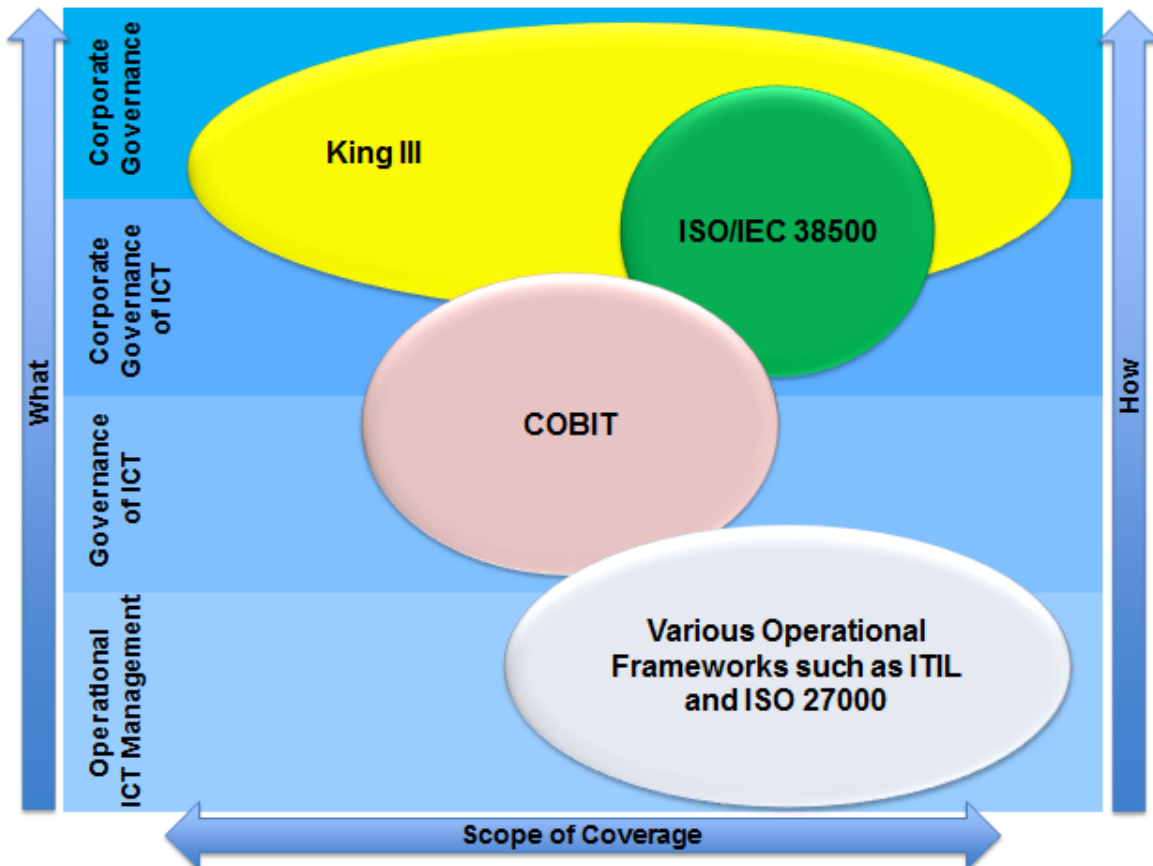 What
Corporate
Governance
Corporate
Governance
of ICT
Governance
of ICT
Operational
ICT Management
King III
ISO/IEC 38500
COBIT
Various Operational
Frameworks such as ITIL
and ISO 27000
How
Scope of Coverage